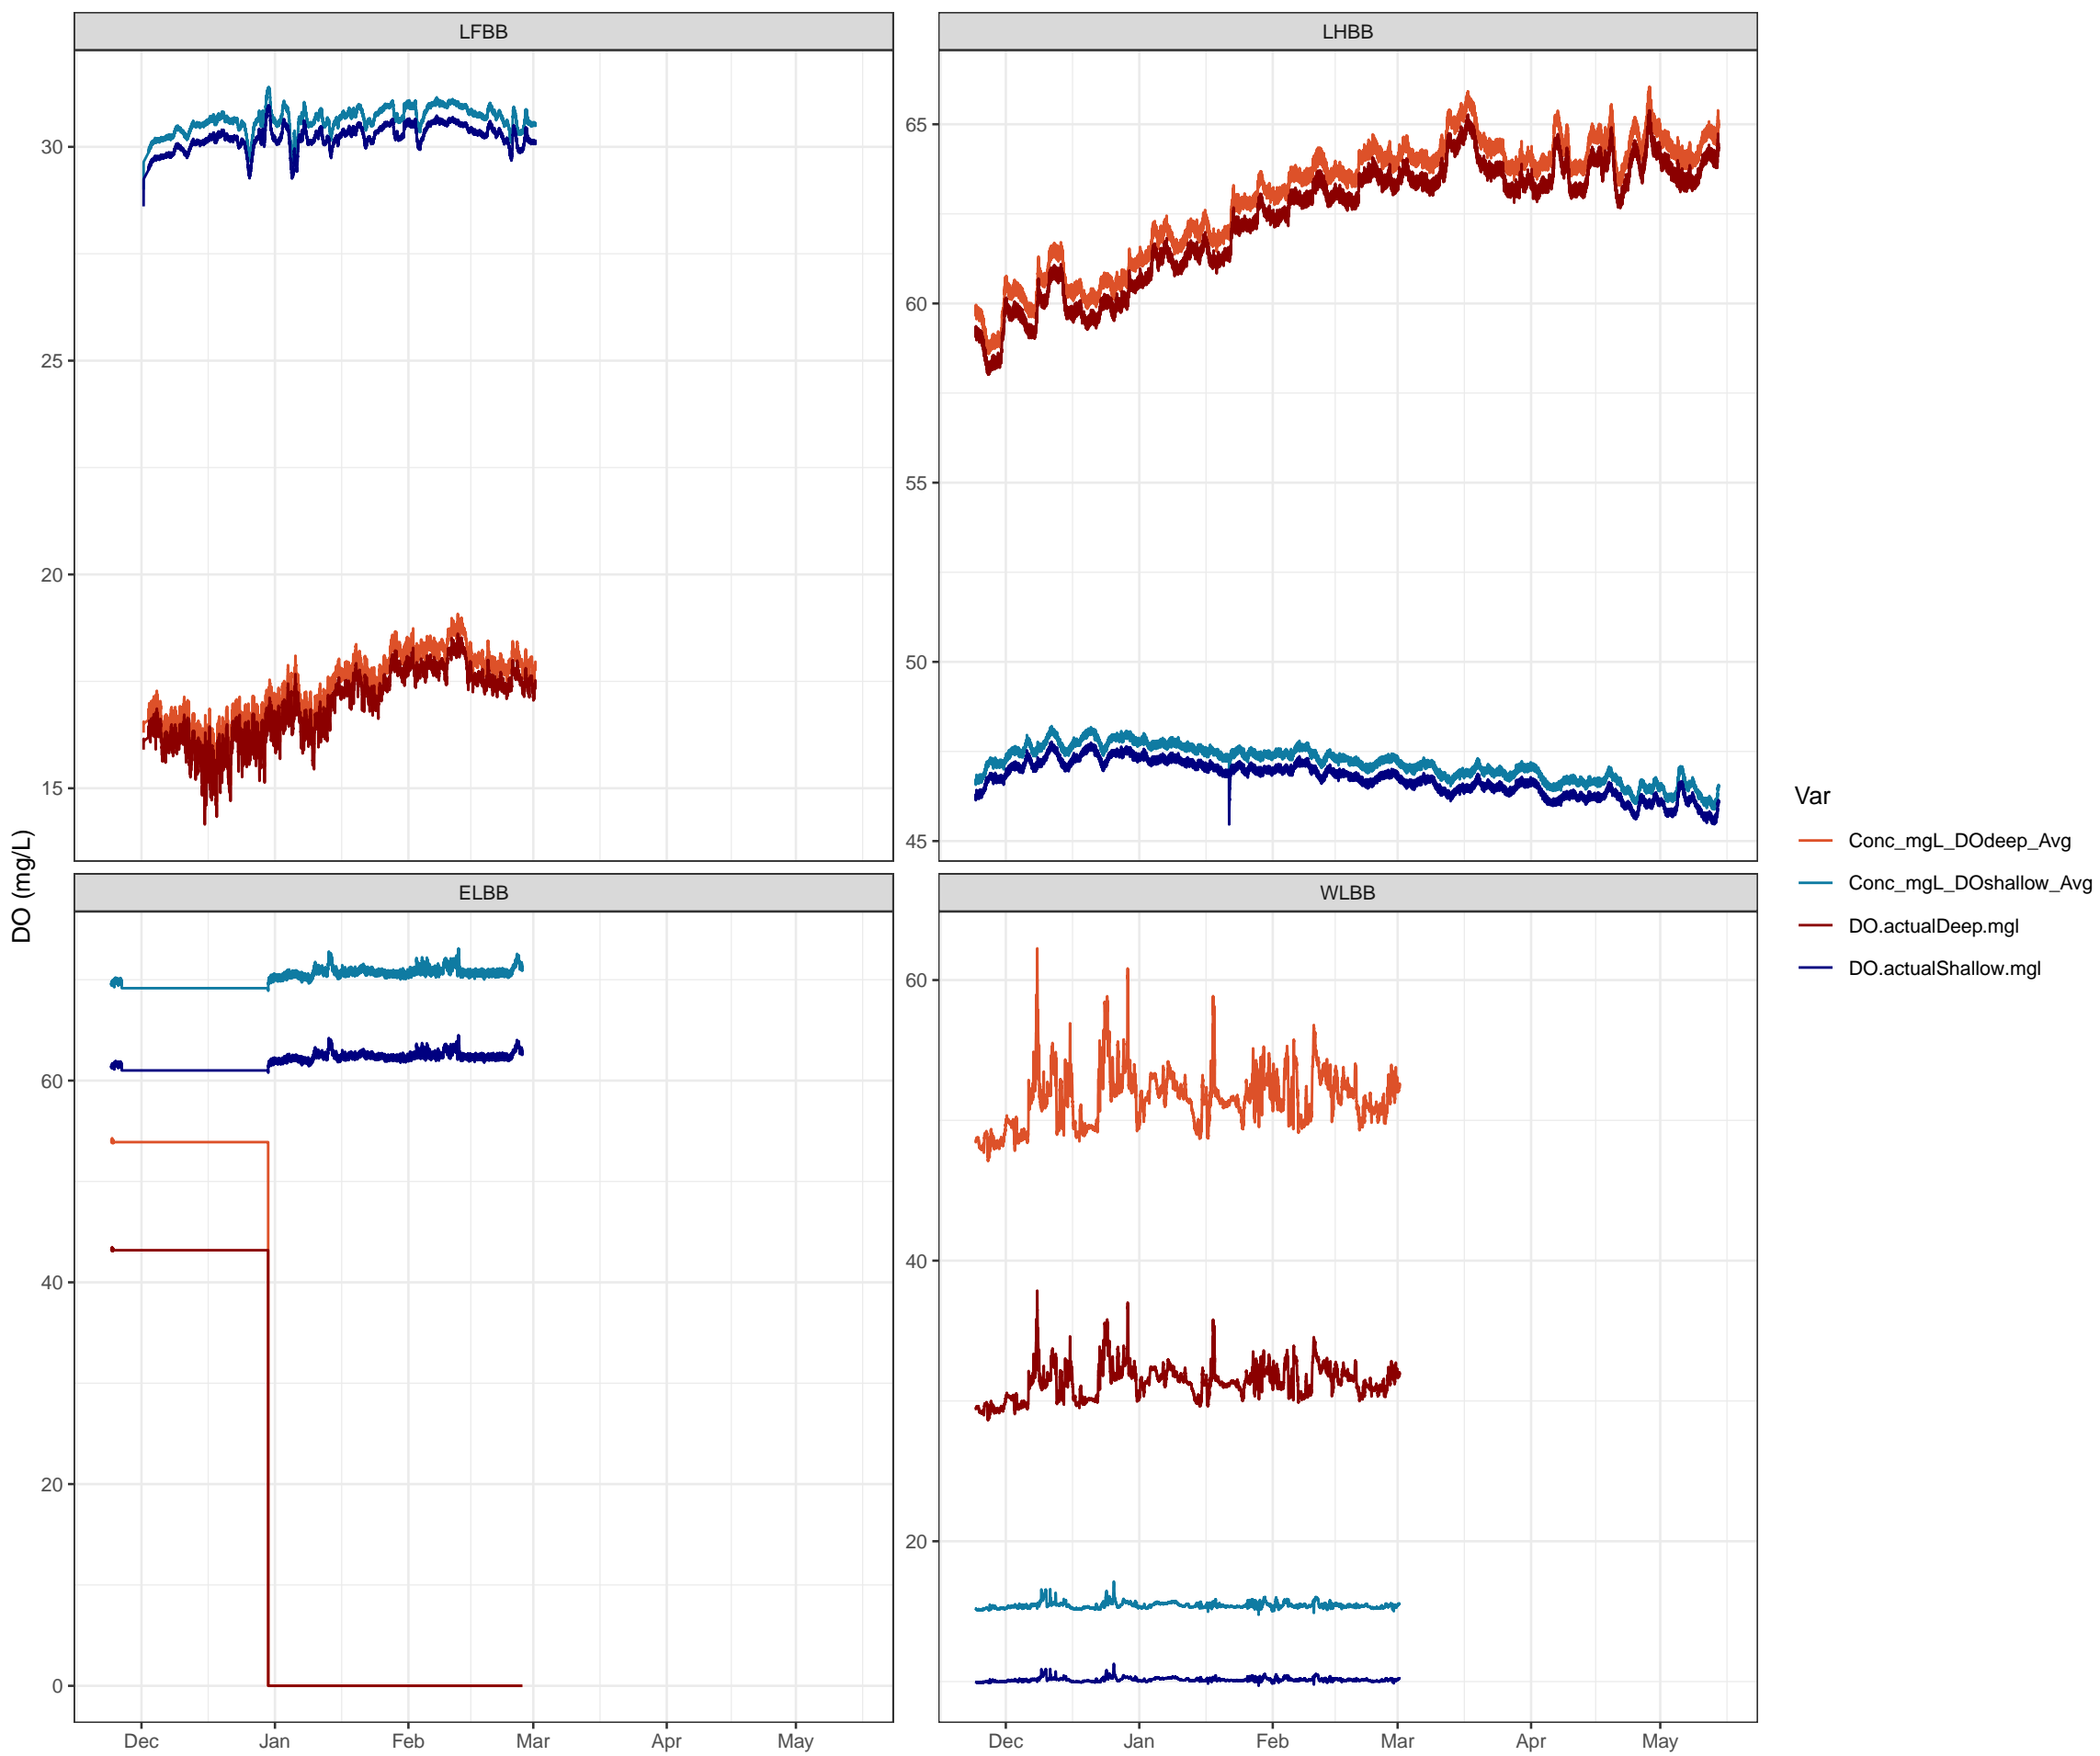 LFBB
LHBB
30
25
20
15
65
60
55
50
45
ELBB
WLBB
60
40
20
0
60
40
20
Dec Jan Feb Mar Apr May
Dec Jan Feb Mar Apr May
DO (mg/L)
Var
Conc_mgL_DOdeep_Avg
Conc_mgL_DOshallow_Avg
DO.actualDeep.mgl
DO.actualShallow.mgl